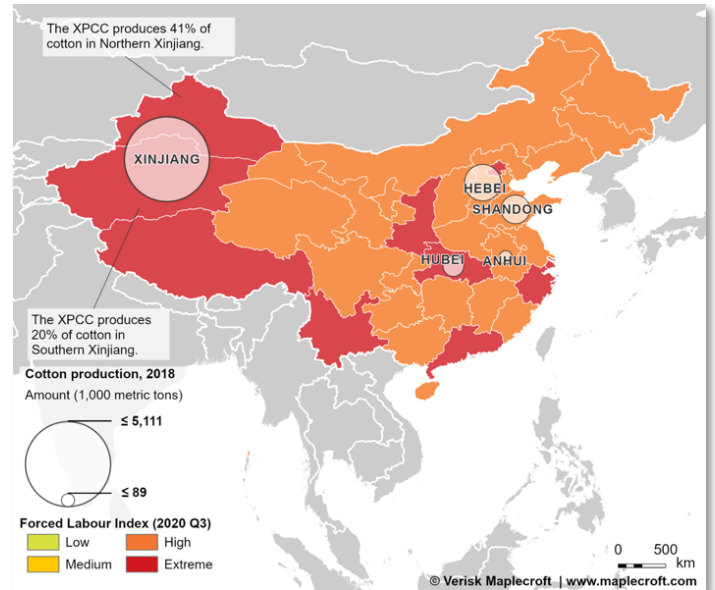 The XPCC produces 41% of
cotton in Northern Xinjiang.
XINJIANG
HEBEI
SHANDONG
HUBEI
ANHUI
The XPCC produces
20% of cotton in
Southern Xinjiang.
Cotton production, 2018
Amount (1,000 metric tons)
≤ 5,111
≤ 89
Forced Labour Index (2020 Q3)
Low
High
Medium
Extreme
0 500
km
© Verisk Maplecroft | www.maplecroft.com